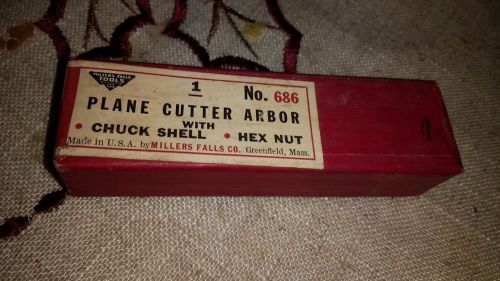 MILLERS FALLS
TOOLS
1 No. 686
PLANE CUTTER ARBOR
WITH
• CHUCK SHELL • HEX NUT
Made in U.S.A. by MILLERS FALLS CO. Greenfield, Mass.